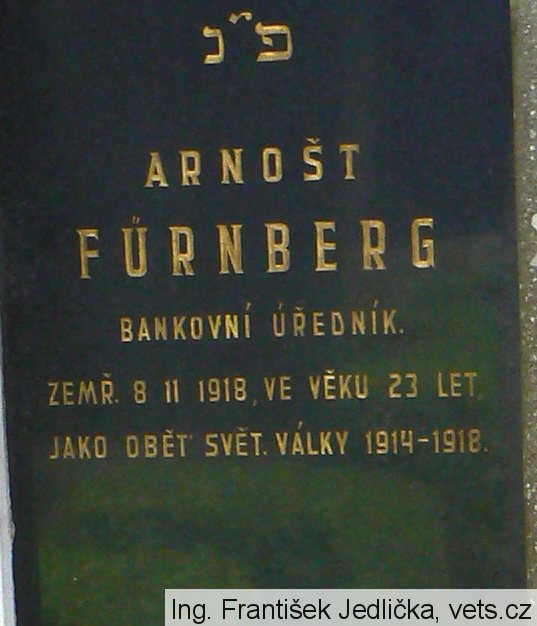 פ״נ
ARNOŠT
FÜRNBERG
BANKOVNÍ ÚŘEDNÍK.
ZEMŘ. 8 11 1918, VE VĚKU 23 LET,
JAKO OBĚŤ SVĚT. VÁLKY 1914-1918.
Ing. František Jedlička, vets.cz